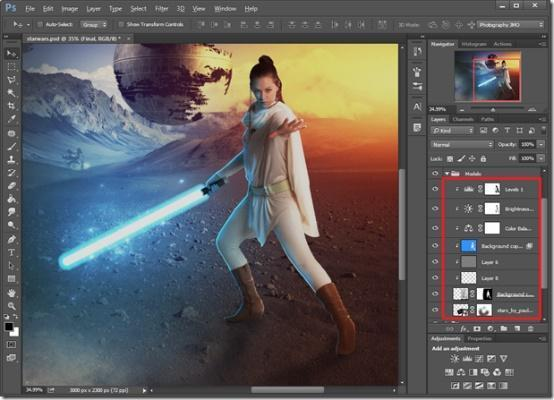 Ps File Edit Image Layer Type Select Filter 3D View Window Help
Auto-Select: Group Show Transform Controls 3D Mode: Photography JMO
starwars.psd @ 35% (Final, RGB/8) *
Navigator Histogram Actions
34.99%
Layers Channels Paths
Kind
Normal Opacity: 100%
Lock: Fill: 100%
Modelo
Levels 1
Brightness...
Color Bala...
Background cop...
Layer 6
Layer 8
Background c...
stars_by_paul...
Adjustments Properties
Add an adjustment
34.99% 3000 px x 2300 px (72 ppi)